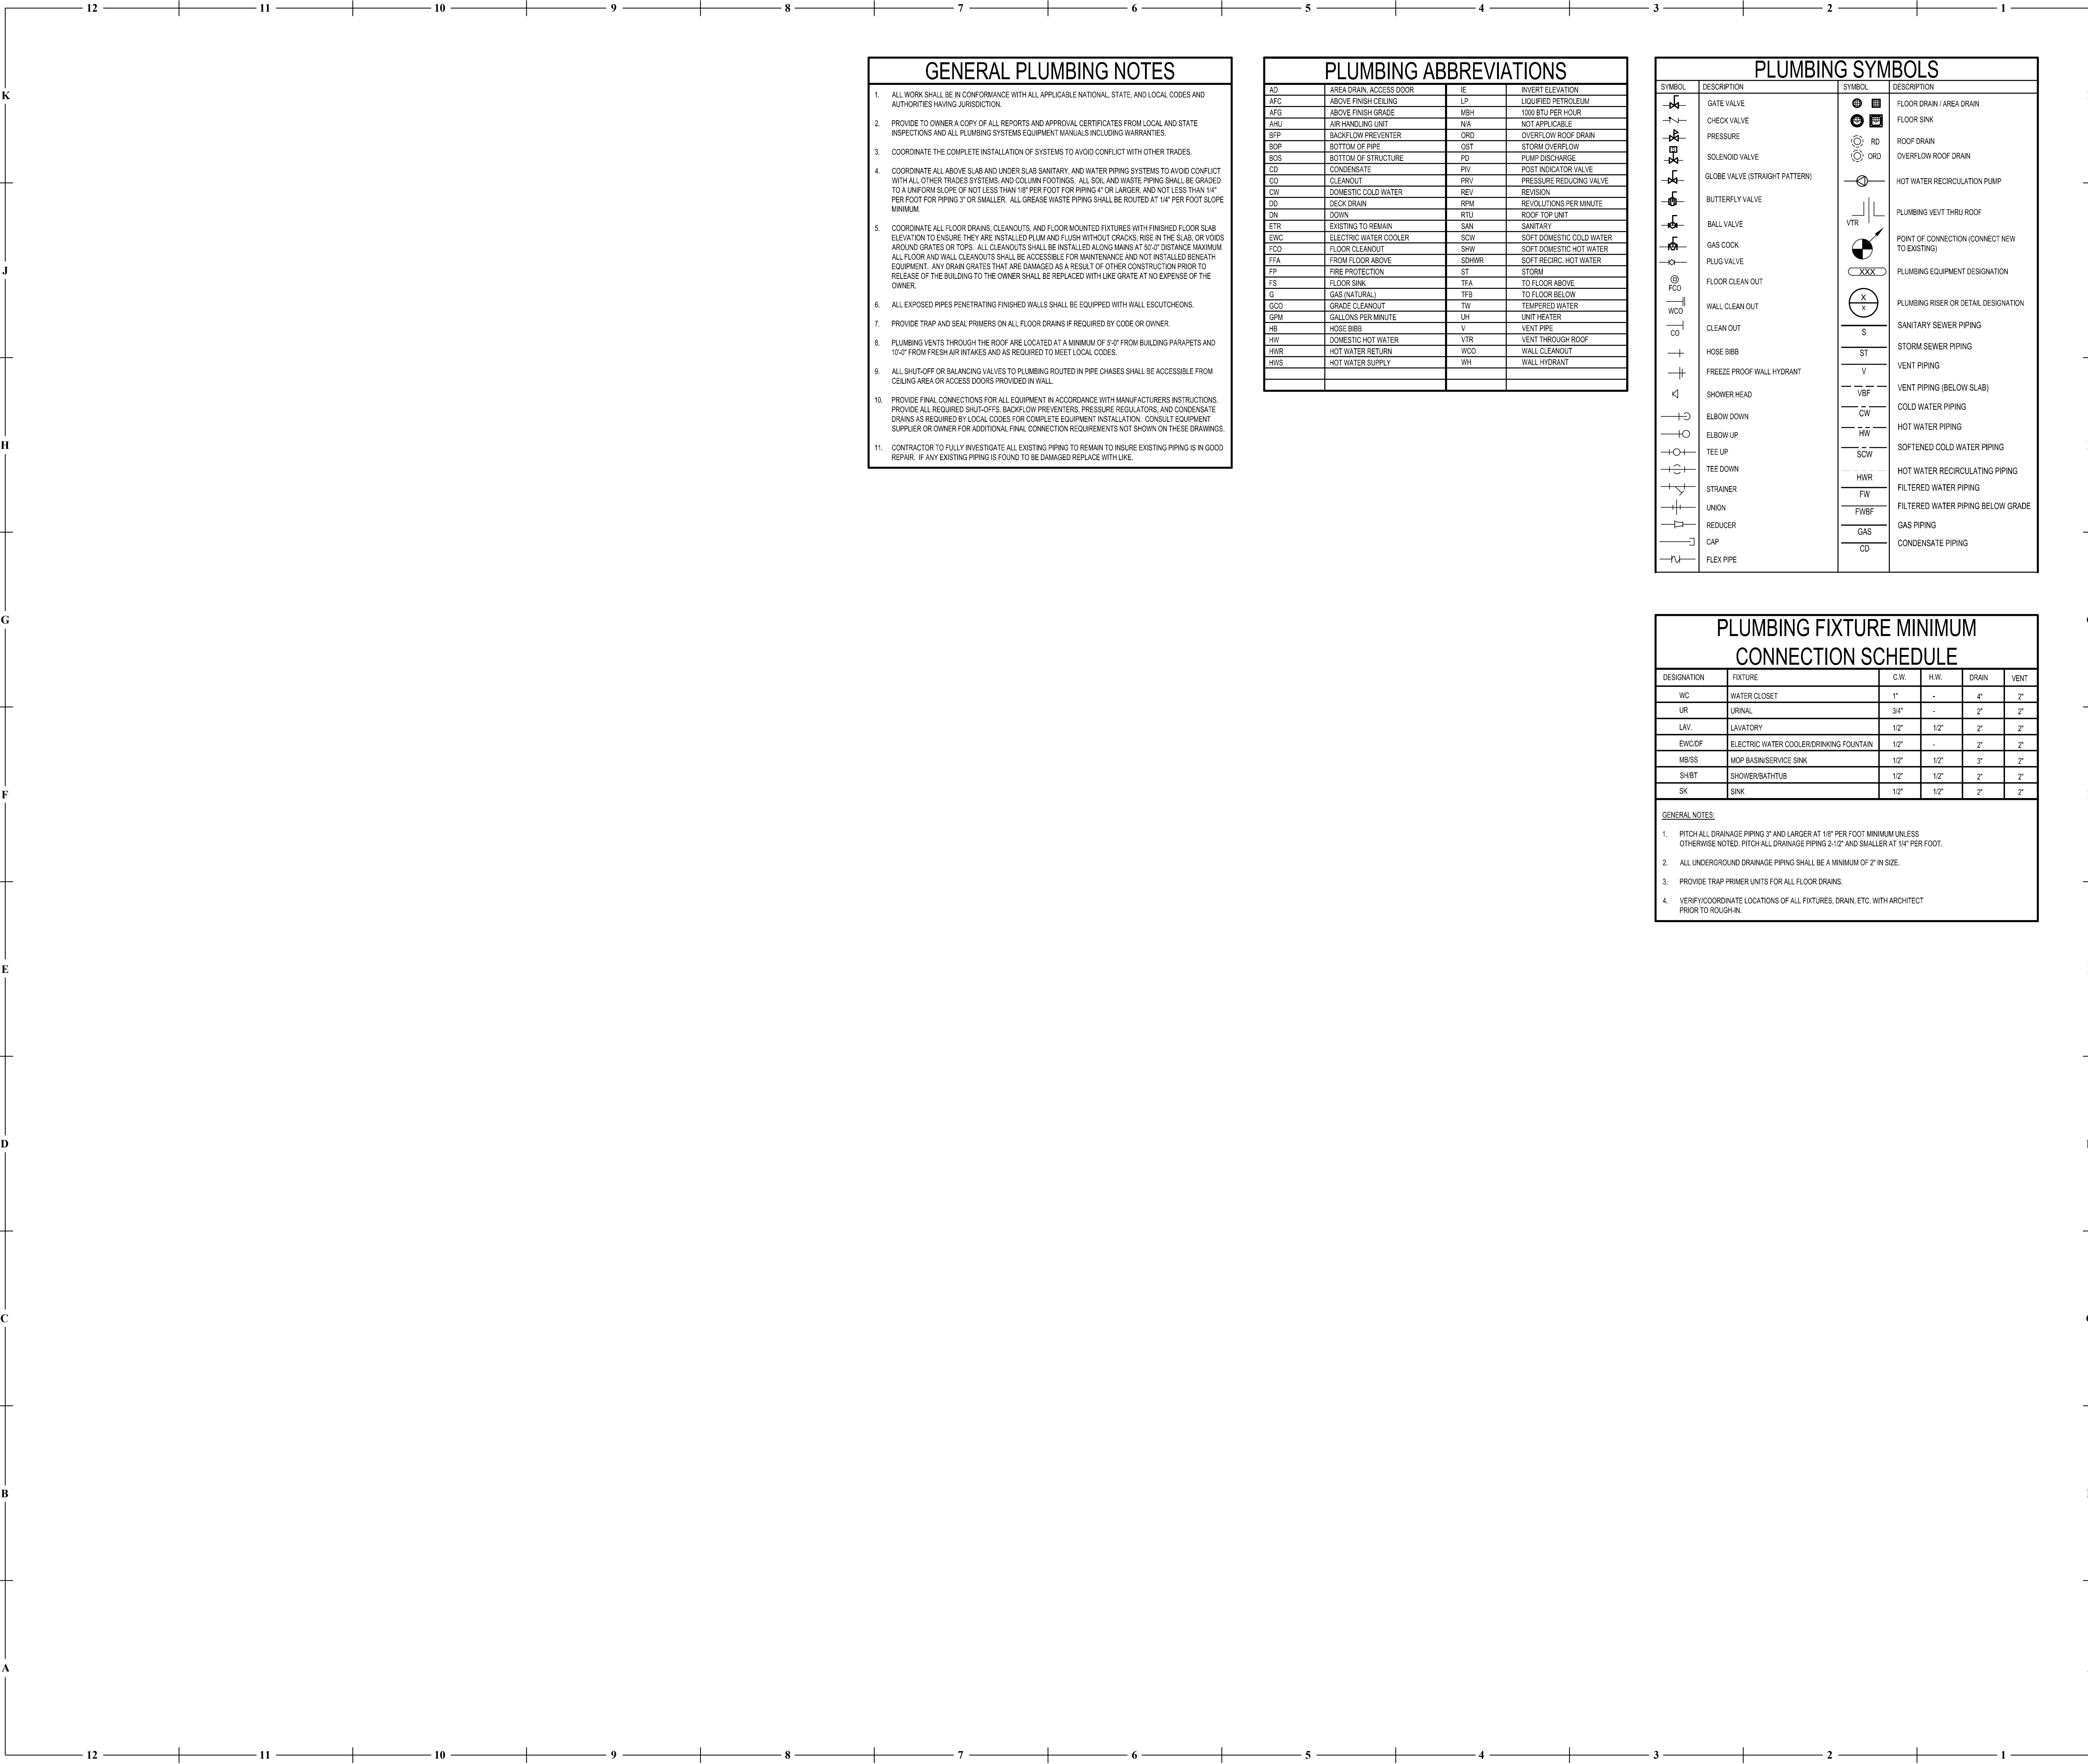 12 11 10 9 8 7 6 5 4 3 2 1
K
J
H
G
F
E
D
C
B
A
GENERAL PLUMBING NOTES
1. ALL WORK SHALL BE IN CONFORMANCE WITH ALL APPLICABLE NATIONAL, STATE, AND LOCAL CODES AND
AUTHORITIES HAVING JURISDICTION.
2. PROVIDE TO OWNER A COPY OF ALL REPORTS AND APPROVAL CERTIFICATES FROM LOCAL AND STATE
INSPECTIONS AND ALL PLUMBING SYSTEMS EQUIPMENT MANUALS INCLUDING WARRANTIES.
3. COORDINATE THE COMPLETE INSTALLATION OF SYSTEMS TO AVOID CONFLICT WITH OTHER TRADES.
4. COORDINATE ALL ABOVE SLAB AND UNDER SLAB SANITARY, AND WATER PIPING SYSTEMS TO AVOID CONFLICT
WITH ALL OTHER TRADES SYSTEMS, AND COLUMN FOOTINGS. ALL SOIL AND WASTE PIPING SHALL BE GRADED
TO A UNIFORM SLOPE OF NOT LESS THAN 1/8" PER FOOT FOR PIPING 4" OR LARGER, AND NOT LESS THAN 1/4"
PER FOOT FOR PIPING 3" OR SMALLER. ALL GREASE WASTE PIPING SHALL BE ROUTED AT 1/4" PER FOOT SLOPE
MINIMUM.
5. COORDINATE ALL FLOOR DRAINS, CLEANOUTS, AND FLOOR MOUNTED FIXTURES WITH FINISHED FLOOR SLAB
ELEVATION TO ENSURE THEY ARE INSTALLED PLUM AND FLUSH WITHOUT CRACKS, RISE IN THE SLAB, OR VOIDS
AROUND GRATES OR TOPS. ALL CLEANOUTS SHALL BE INSTALLED ALONG MAINS AT 50'-0" DISTANCE MAXIMUM.
ALL FLOOR AND WALL CLEANOUTS SHALL BE ACCESSIBLE FOR MAINTENANCE AND NOT INSTALLED BENEATH
EQUIPMENT. ANY DRAIN GRATES THAT ARE DAMAGED AS A RESULT OF OTHER CONSTRUCTION PRIOR TO
RELEASE OF THE BUILDING TO THE OWNER SHALL BE REPLACED WITH LIKE GRATE AT NO EXPENSE OF THE
OWNER.
6. ALL EXPOSED PIPES PENETRATING FINISHED WALLS SHALL BE EQUIPPED WITH WALL ESCUTCHEONS.
7. PROVIDE TRAP AND SEAL PRIMERS ON ALL FLOOR DRAINS IF REQUIRED BY CODE OR OWNER.
8. PLUMBING VENTS THROUGH THE ROOF ARE LOCATED AT A MINIMUM OF 5'-0" FROM BUILDING PARAPETS AND
10'-0" FROM FRESH AIR INTAKES AND AS REQUIRED TO MEET LOCAL CODES.
9. ALL SHUT-OFF OR BALANCING VALVES TO PLUMBING ROUTED IN PIPE CHASES SHALL BE ACCESSIBLE FROM
CEILING AREA OR ACCESS DOORS PROVIDED IN WALL.
10. PROVIDE FINAL CONNECTIONS FOR ALL EQUIPMENT IN ACCORDANCE WITH MANUFACTURERS INSTRUCTIONS.
PROVIDE ALL REQUIRED SHUT-OFFS, BACKFLOW PREVENTERS, PRESSURE REGULATORS, AND CONDENSATE
DRAINS AS REQUIRED BY LOCAL CODES FOR COMPLETE EQUIPMENT INSTALLATION. CONSULT EQUIPMENT
SUPPLIER OR OWNER FOR ADDITIONAL FINAL CONNECTION REQUIREMENTS NOT SHOWN ON THESE DRAWINGS.
11. CONTRACTOR TO FULLY INVESTIGATE ALL EXISTING PIPING TO REMAIN TO INSURE EXISTING PIPING IS IN GOOD
REPAIR. IF ANY EXISTING PIPING IS FOUND TO BE DAMAGED REPLACE WITH LIKE.
PLUMBING ABBREVIATIONS
AD AREA DRAIN, ACCESS DOOR IE INVERT ELEVATION
AFC ABOVE FINISH CEILING LP LIQUIFIED PETROLEUM
AFG ABOVE FINISH GRADE MBH 1000 BTU PER HOUR
AHU AIR HANDLING UNIT N/A NOT APPLICABLE
BFP BACKFLOW PREVENTER ORD OVERFLOW ROOF DRAIN
BOP BOTTOM OF PIPE OST STORM OVERFLOW
BOS BOTTOM OF STRUCTURE PD PUMP DISCHARGE
CD CONDENSATE PIV POST INDICATOR VALVE
CO CLEANOUT PRV PRESSURE REDUCING VALVE
CW DOMESTIC COLD WATER REV REVISION
DD DECK DRAIN RPM REVOLUTIONS PER MINUTE
DN DOWN RTU ROOF TOP UNIT
ETR EXISTING TO REMAIN SAN SANITARY
EWC ELECTRIC WATER COOLER SCW SOFT DOMESTIC COLD WATER
FCO FLOOR CLEANOUT SHW SOFT DOMESTIC HOT WATER
FFA FROM FLOOR ABOVE SDHWR SOFT RECIRC. HOT WATER
FP FIRE PROTECTION ST STORM
FS FLOOR SINK TFA TO FLOOR ABOVE
G GAS (NATURAL) TFB TO FLOOR BELOW
GCO GRADE CLEANOUT TW TEMPERED WATER
GPM GALLONS PER MINUTE UH UNIT HEATER
HB HOSE BIBB V VENT PIPE
HW DOMESTIC HOT WATER VTR VENT THROUGH ROOF
HWR HOT WATER RETURN WCO WALL CLEANOUT
HWS HOT WATER SUPPLY WH WALL HYDRANT
PLUMBING SYMBOLS
SYMBOL DESCRIPTION SYMBOL DESCRIPTION
GATE VALVE
CHECK VALVE
PRESSURE
S SOLENOID VALVE
GLOBE VALVE (STRAIGHT PATTERN)
BUTTERFLY VALVE
BALL VALVE
GAS COCK
PLUG VALVE
FCO FLOOR CLEAN OUT
WCO WALL CLEAN OUT
CO CLEAN OUT
HOSE BIBB
FREEZE PROOF WALL HYDRANT
SHOWER HEAD
ELBOW DOWN
ELBOW UP
TEE UP
TEE DOWN
STRAINER
UNION
REDUCER
CAP
FLEX PIPE
FLOOR DRAIN / AREA DRAIN
FLOOR SINK
RD ROOF DRAIN
ORD OVERFLOW ROOF DRAIN
HOT WATER RECIRCULATION PUMP
VTR PLUMBING VEVT THRU ROOF
POINT OF CONNECTION (CONNECT NEW
TO EXISTING)
XXX PLUMBING EQUIPMENT DESIGNATION
X
X PLUMBING RISER OR DETAIL DESIGNATION
S SANITARY SEWER PIPING
ST STORM SEWER PIPING
V VENT PIPING
VBF VENT PIPING (BELOW SLAB)
CW COLD WATER PIPING
HW HOT WATER PIPING
SCW SOFTENED COLD WATER PIPING
HWR HOT WATER RECIRCULATING PIPING
FW FILTERED WATER PIPING
FWBF FILTERED WATER PIPING BELOW GRADE
GAS GAS PIPING
CD CONDENSATE PIPING
PLUMBING FIXTURE MINIMUM
CONNECTION SCHEDULE
DESIGNATION FIXTURE C.W. H.W. DRAIN VENT
WC WATER CLOSET 1" - 4" 2"
UR URINAL 3/4" - 2" 2"
LAV. LAVATORY 1/2" 1/2" 2" 2"
EWC/DF ELECTRIC WATER COOLER/DRINKING FOUNTAIN 1/2" - 2" 2"
MB/SS MOP BASIN/SERVICE SINK 1/2" 1/2" 3" 2"
SH/BT SHOWER/BATHTUB 1/2" 1/2" 2" 2"
SK SINK 1/2" 1/2" 2" 2"
GENERAL NOTES:
1. PITCH ALL DRAINAGE PIPING 3" AND LARGER AT 1/8" PER FOOT MINIMUM UNLESS
OTHERWISE NOTED. PITCH ALL DRAINAGE PIPING 2-1/2" AND SMALLER AT 1/4" PER FOOT.
2. ALL UNDERGROUND DRAINAGE PIPING SHALL BE A MINIMUM OF 2" IN SIZE.
3. PROVIDE TRAP PRIMER UNITS FOR ALL FLOOR DRAINS.
4. VERIFY/COORDINATE LOCATIONS OF ALL FIXTURES, DRAIN, ETC. WITH ARCHITECT
PRIOR TO ROUGH-IN.
12 11 10 9 8 7 6 5 4 3 2 1